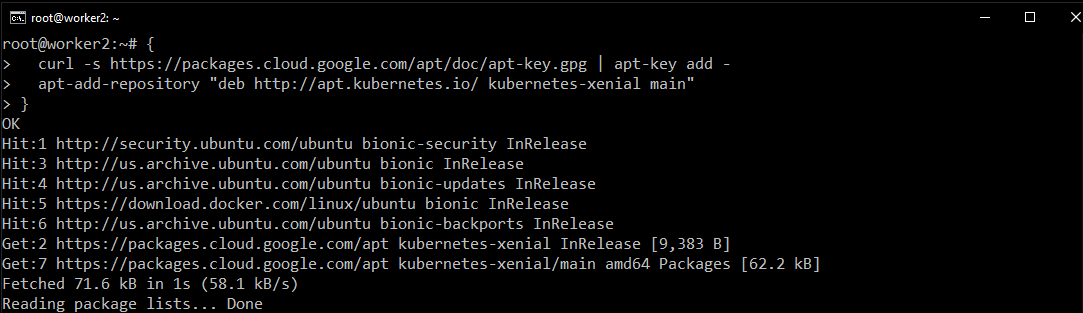 root@worker2: ~
root@worker2:~# {
>   curl -s https://packages.cloud.google.com/apt/doc/apt-key.gpg | apt-key add -
>   apt-add-repository "deb http://apt.kubernetes.io/ kubernetes-xenial main"
> }
OK
Hit:1 http://security.ubuntu.com/ubuntu bionic-security InRelease
Hit:3 http://us.archive.ubuntu.com/ubuntu bionic InRelease
Hit:4 http://us.archive.ubuntu.com/ubuntu bionic-updates InRelease
Hit:5 https://download.docker.com/linux/ubuntu bionic InRelease
Hit:6 http://us.archive.ubuntu.com/ubuntu bionic-backports InRelease
Get:2 https://packages.cloud.google.com/apt kubernetes-xenial InRelease [9,383 B]
Get:7 https://packages.cloud.google.com/apt kubernetes-xenial/main amd64 Packages [62.2 kB]
Fetched 71.6 kB in 1s (58.1 kB/s)
Reading package lists... Done